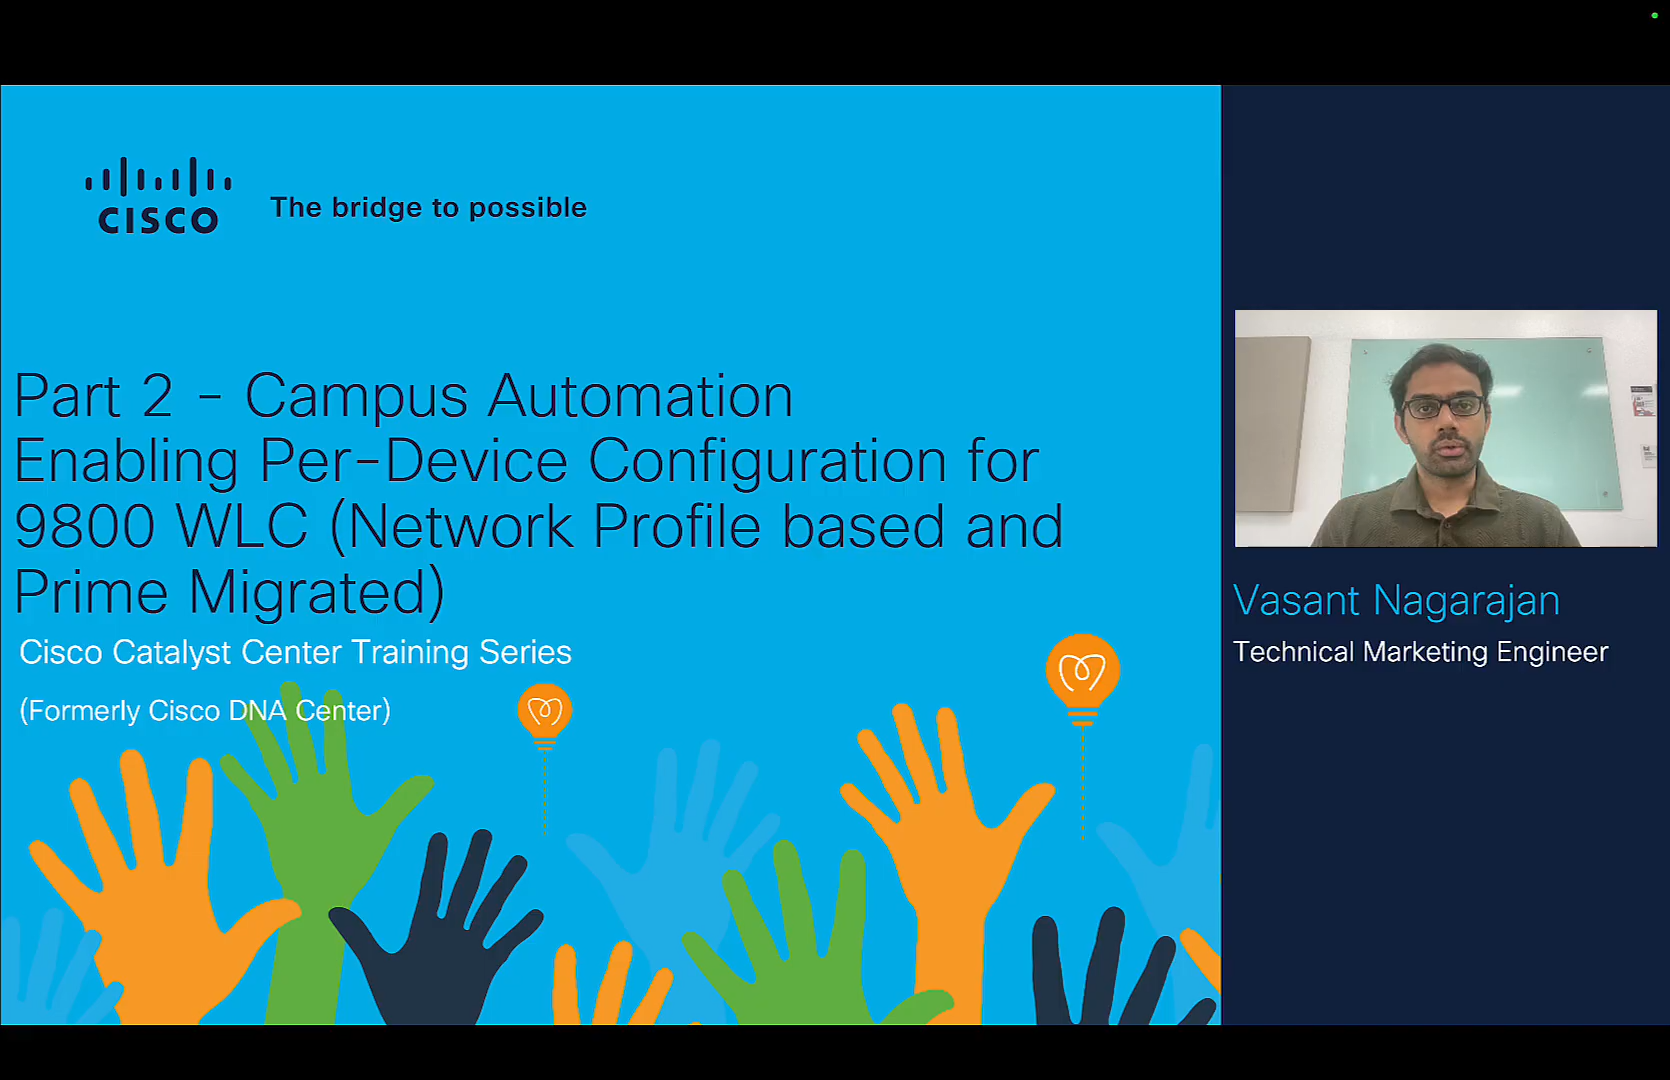 CISCO
The bridge to possible
Part 2 - Campus Automation
Enabling Per-Device Configuration for
9800 WLC (Network Profile based and
Prime Migrated)
Cisco Catalyst Center Training Series
(Formerly Cisco DNA Center)
Vasant Nagarajan
Technical Marketing Engineer